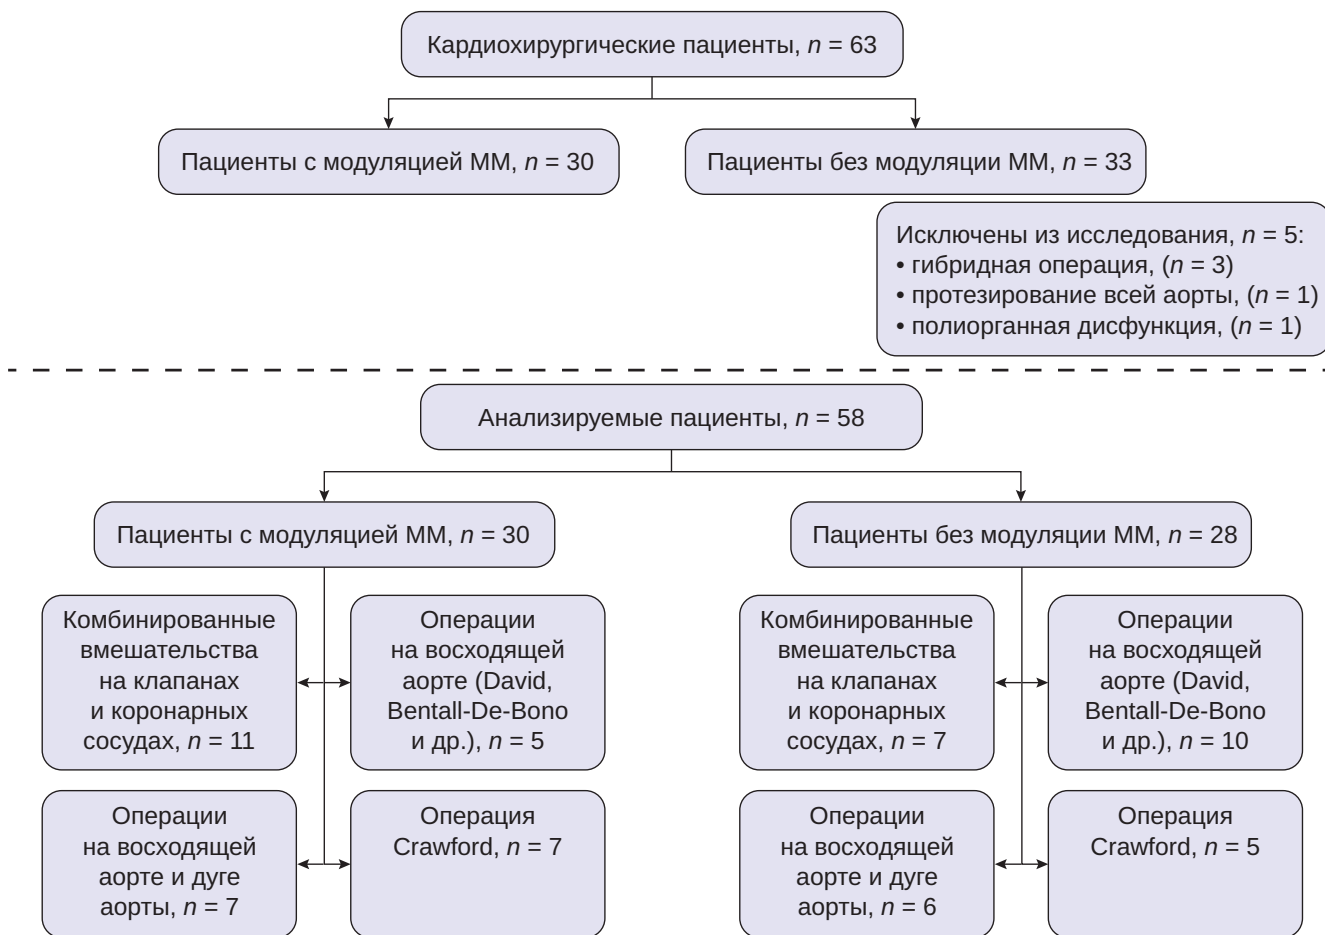 Кардиохирургические пациенты, n = 63
Пациенты с модуляцией ММ, n = 30
Пациенты без модуляции ММ, n = 33
Исключены из исследования, n = 5:
• гибридная операция, (n = 3)
• протезирование всей аорты, (n = 1)
• полиорганная дисфункция, (n = 1)
Анализируемые пациенты, n = 58
Пациенты с модуляцией ММ, n = 30
Пациенты без модуляции ММ, n = 28
Комбинированные
вмешательства
на клапанах
и коронарных
сосудах, n = 11
Операции
на восходящей
аорте (David,
Bentall-De-Bono
и др.), n = 5
Комбинированные
вмешательства
на клапанах
и коронарных
сосудах, n = 7
Операции
на восходящей
аорте (David,
Bentall-De-Bono
и др.), n = 10
Операции
на восходящей
аорте и дуге
аорты, n = 7
Операция
Crawford, n = 7
Операции
на восходящей
аорте и дуге
аорты, n = 6
Операция
Crawford, n = 5